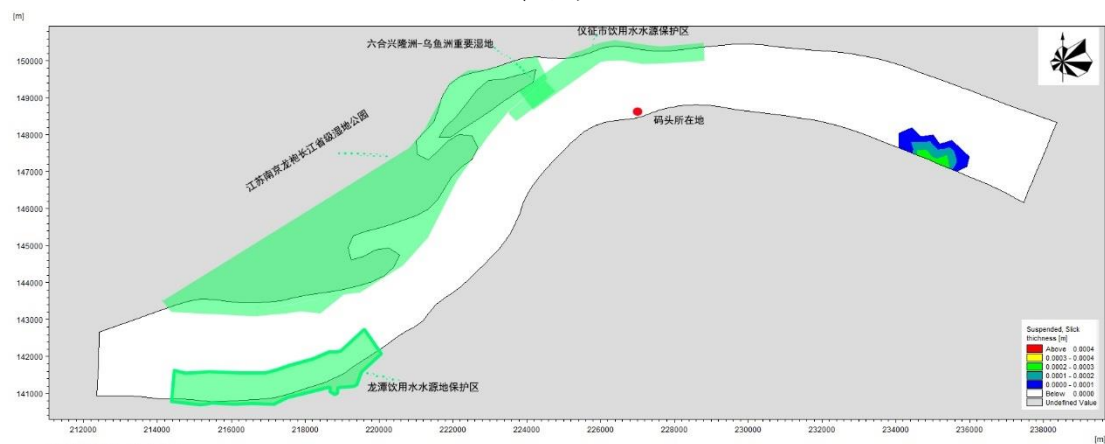 [m]
仪征市饮用水水源保护区
六合兴隆洲-乌鱼洲重要湿地
150000
149000
码头所在地
148000
江苏南京龙袍长江省级湿地公园
147000
146000
145000
144000
143000
142000
龙潭饮用水水源地保护区
141000
Suspended, Slick
thichness [m]
Above 0.0004
0.0003 - 0.0004
0.0002 - 0.0003
0.0001 - 0.0002
0.0000 - 0.0001
Below 0.0000
Undefined Value
212000 214000 216000 218000 220000 222000 224000 226000 228000 230000 232000 234000 236000 238000
[m]